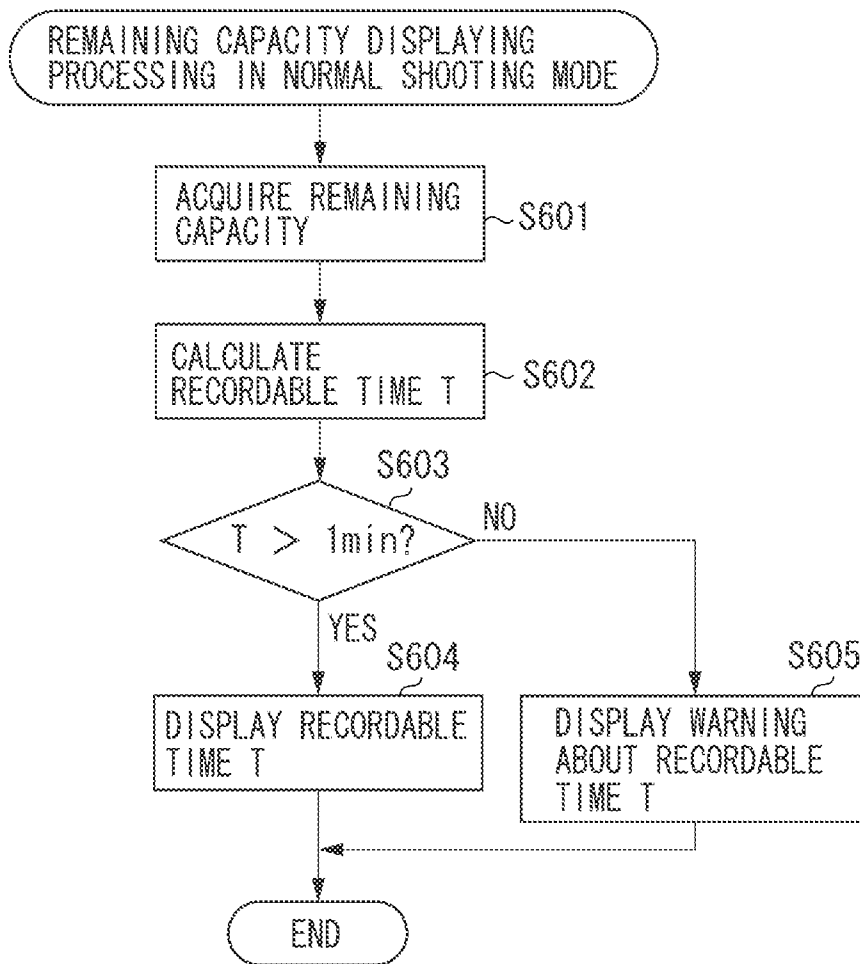 REMAINING CAPACITY DISPLAYING
PROCESSING IN NORMAL SHOOTING MODE
ACQUIRE REMAINING
CAPACITY
S601
CALCULATE
RECORDABLE TIME T
S602
S603
T > 1min?
NO
YES
S604
DISPLAY RECORDABLE
TIME T
S605
DISPLAY WARNING
ABOUT RECORDABLE
TIME T
END